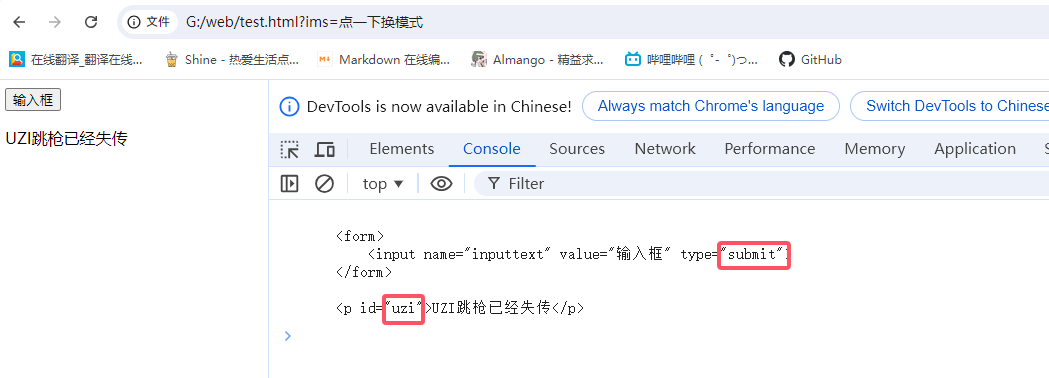 文件 G:/web/test.html?ims=点一下换模式
在线翻译_翻译在线... Shine - 热爱生活点... Markdown 在线编... Almango - 精益求... 哔哩哔哩 (゜-゜)つ... GitHub
输入框
UZI跳枪已经失传
DevTools is now available in Chinese! Always match Chrome's language Switch DevTools to Chinese
Elements Console Sources Network Performance Memory Application
top Filter
<form>
<input name="inputtext" value="输入框" type="submit"
</form>
<p id="uzi">UZI跳枪已经失传</p>